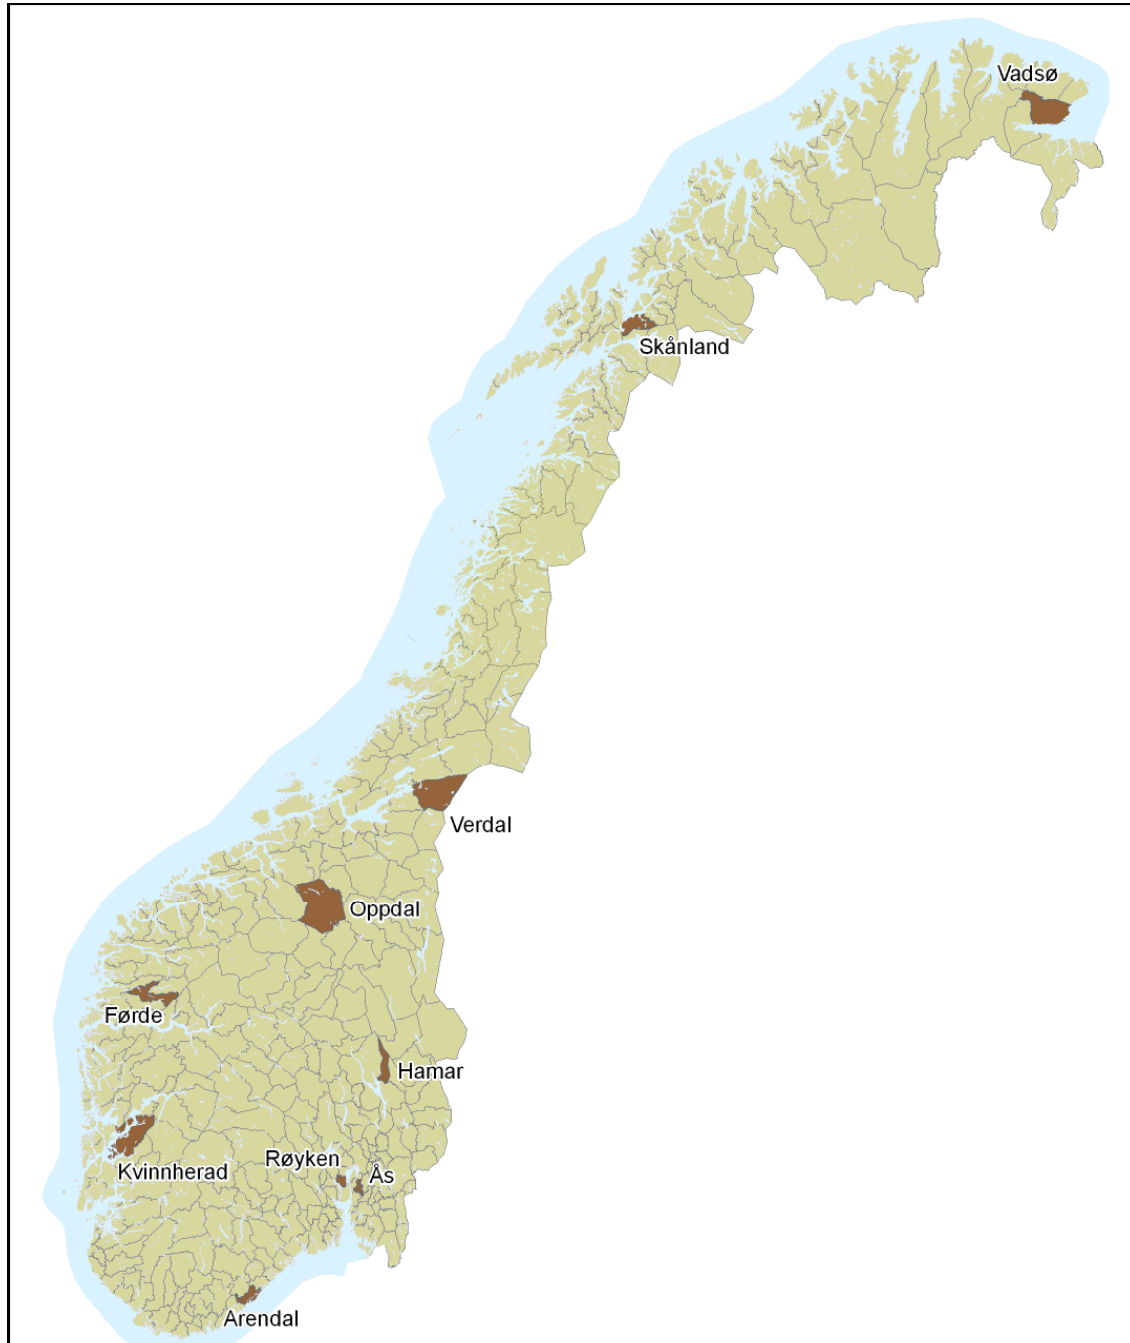 Vadsø
Skånland
Verdal
Oppdal
Førde
Hamar
Kvinnherad
Røyken
Ås
Arendal